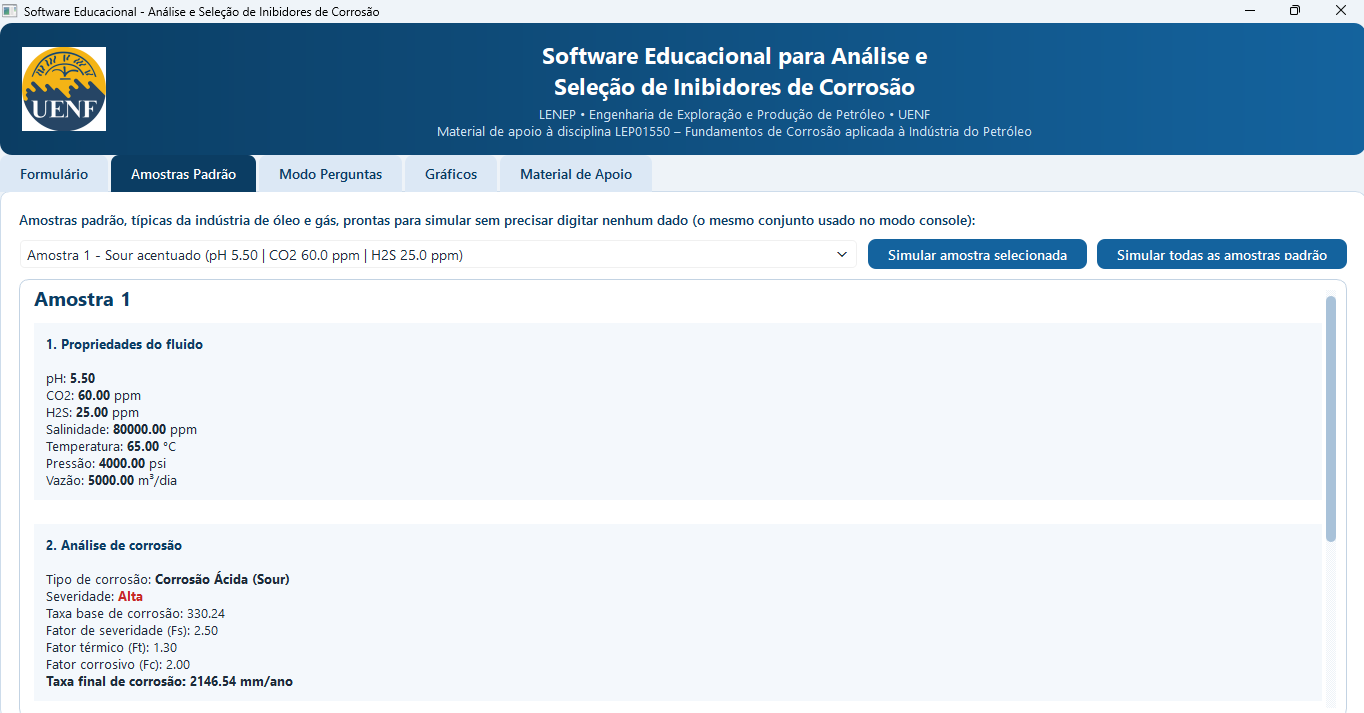 Software Educacional - Análise e Seleção de Inibidores de Corrosão
UENF
Software Educacional para Análise e
Seleção de Inibidores de Corrosão
LENEP • Engenharia de Exploração e Produção de Petróleo • UENF
Material de apoio à disciplina LEP01550 – Fundamentos de Corrosão aplicada à Indústria do Petróleo
Formulário
Amostras Padrão
Modo Perguntas
Gráficos
Material de Apoio
Amostras padrão, típicas da indústria de óleo e gás, prontas para simular sem precisar digitar nenhum dado (o mesmo conjunto usado no modo console):
Amostra 1 - Sour acentuado (pH 5.50 | CO2 60.0 ppm | H2S 25.0 ppm)
Simular amostra selecionada
Simular todas as amostras padrão
Amostra 1
1. Propriedades do fluido
pH: 5.50
CO2: 60.00 ppm
H2S: 25.00 ppm
Salinidade: 80000.00 ppm
Temperatura: 65.00 °C
Pressão: 4000.00 psi
Vazão: 5000.00 m³/dia
2. Análise de corrosão
Tipo de corrosão: Corrosão Ácida (Sour)
Severidade: Alta
Taxa base de corrosão: 330.24
Fator de severidade (Fs): 2.50
Fator térmico (Ft): 1.30
Fator corrosivo (Fc): 2.00
Taxa final de corrosão: 2146.54 mm/ano